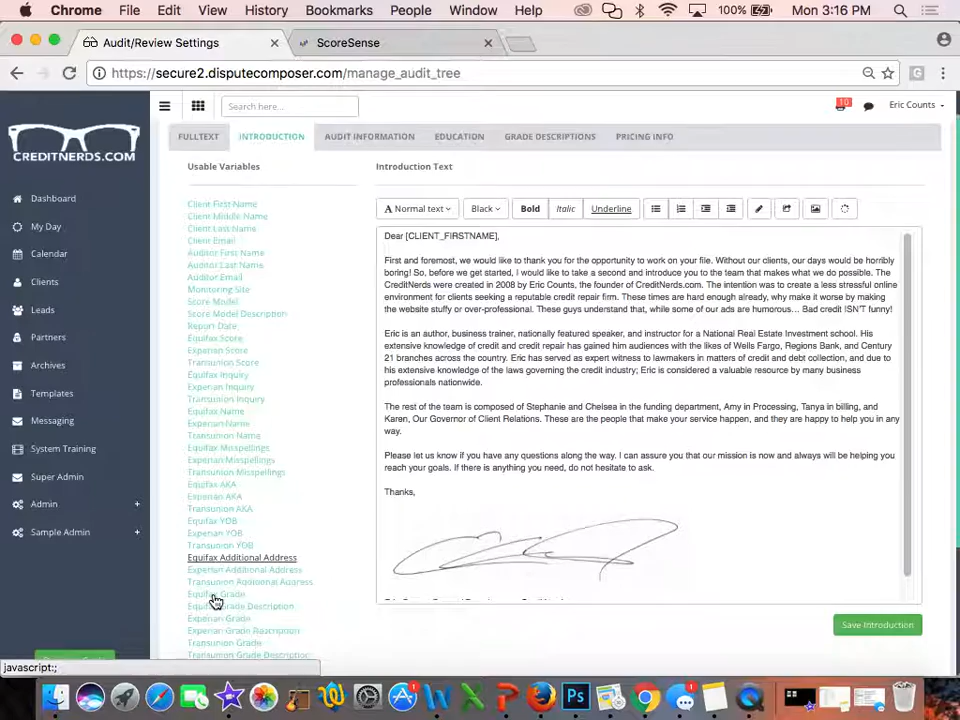 Chrome File Edit View History Bookmarks People Window Help 100% Mon 3:16 PM
Audit/Review Settings ScoreSense
https://secure2.disputecomposer.com/manage_audit_tree
CREDITNERDS.COM
Search here...
10 Eric Counts
FULLTEXT INTRODUCTION AUDIT INFORMATION EDUCATION GRADE DESCRIPTIONS PRICING INFO
Dashboard
My Day
Calendar
Clients
Leads
Partners
Archives
Templates
Messaging
System Training
Super Admin
Admin +
Sample Admin +
Usable Variables
Client First Name
Client Middle Name
Client Last Name
Client Email
Auditor First Name
Auditor Last Name
Auditor Email
Monitoring Site
Score Model
Score Model Description
Report Date
Equifax Score
Experian Score
Transunion Score
Equifax Inquiry
Experian Inquiry
Transunion Inquiry
Equifax Name
Experian Name
Transunion Name
Equifax Misspellings
Experian Misspellings
Transunion Misspellings
Equifax AKA
Experian AKA
Transunion AKA
Equifax YOB
Experian YOB
Transunion YOB
Equifax Additional Address
Experian Additional Address
Transunion Additional Address
Equifax Grade
Equifax Grade Description
Experian Grade
Experian Grade Description
Transunion Grade
Transunion Grade Description
Introduction Text
Normal text Black Bold Italic Underline
Dear [CLIENT_FIRSTNAME],
First and foremost, we would like to thank you for the opportunity to work on your file. Without our clients, our days would be horribly
boring! So, before we get started, I would like to take a second and introduce you to the team that makes what we do possible. The
CreditNerds were created in 2008 by Eric Counts, the founder of CreditNerds.com. The intention was to create a less stressful online
environment for clients seeking a reputable credit repair firm. These times are hard enough already, why make it worse by making
the website stuffy or over-professional. These guys understand that, while some of our ads are humorous... Bad credit ISN'T funny!
Eric is an author, business trainer, nationally featured speaker, and instructor for a National Real Estate Investment school. His
extensive knowledge of credit and credit repair has gained him audiences with the likes of Wells Fargo, Regions Bank, and Century
21 branches across the country. Eric has served as expert witness to lawmakers in matters of credit and debt collection, and due to
his extensive knowledge of the laws governing the credit industry; Eric is considered a valuable resource by many business
professionals nationwide.
The rest of the team is composed of Stephanie and Chelsea in the funding department, Amy in Processing, Tanya in billing, and
Karen, Our Governor of Client Relations. These are the people that make your service happen, and they are happy to help you in any
way.
Please let us know if you have any questions along the way. I can assure you that our mission is now and always will be helping you
reach your goals. If there is anything you need, do not hesitate to ask.
Thanks,
Save Introduction
javascript:;